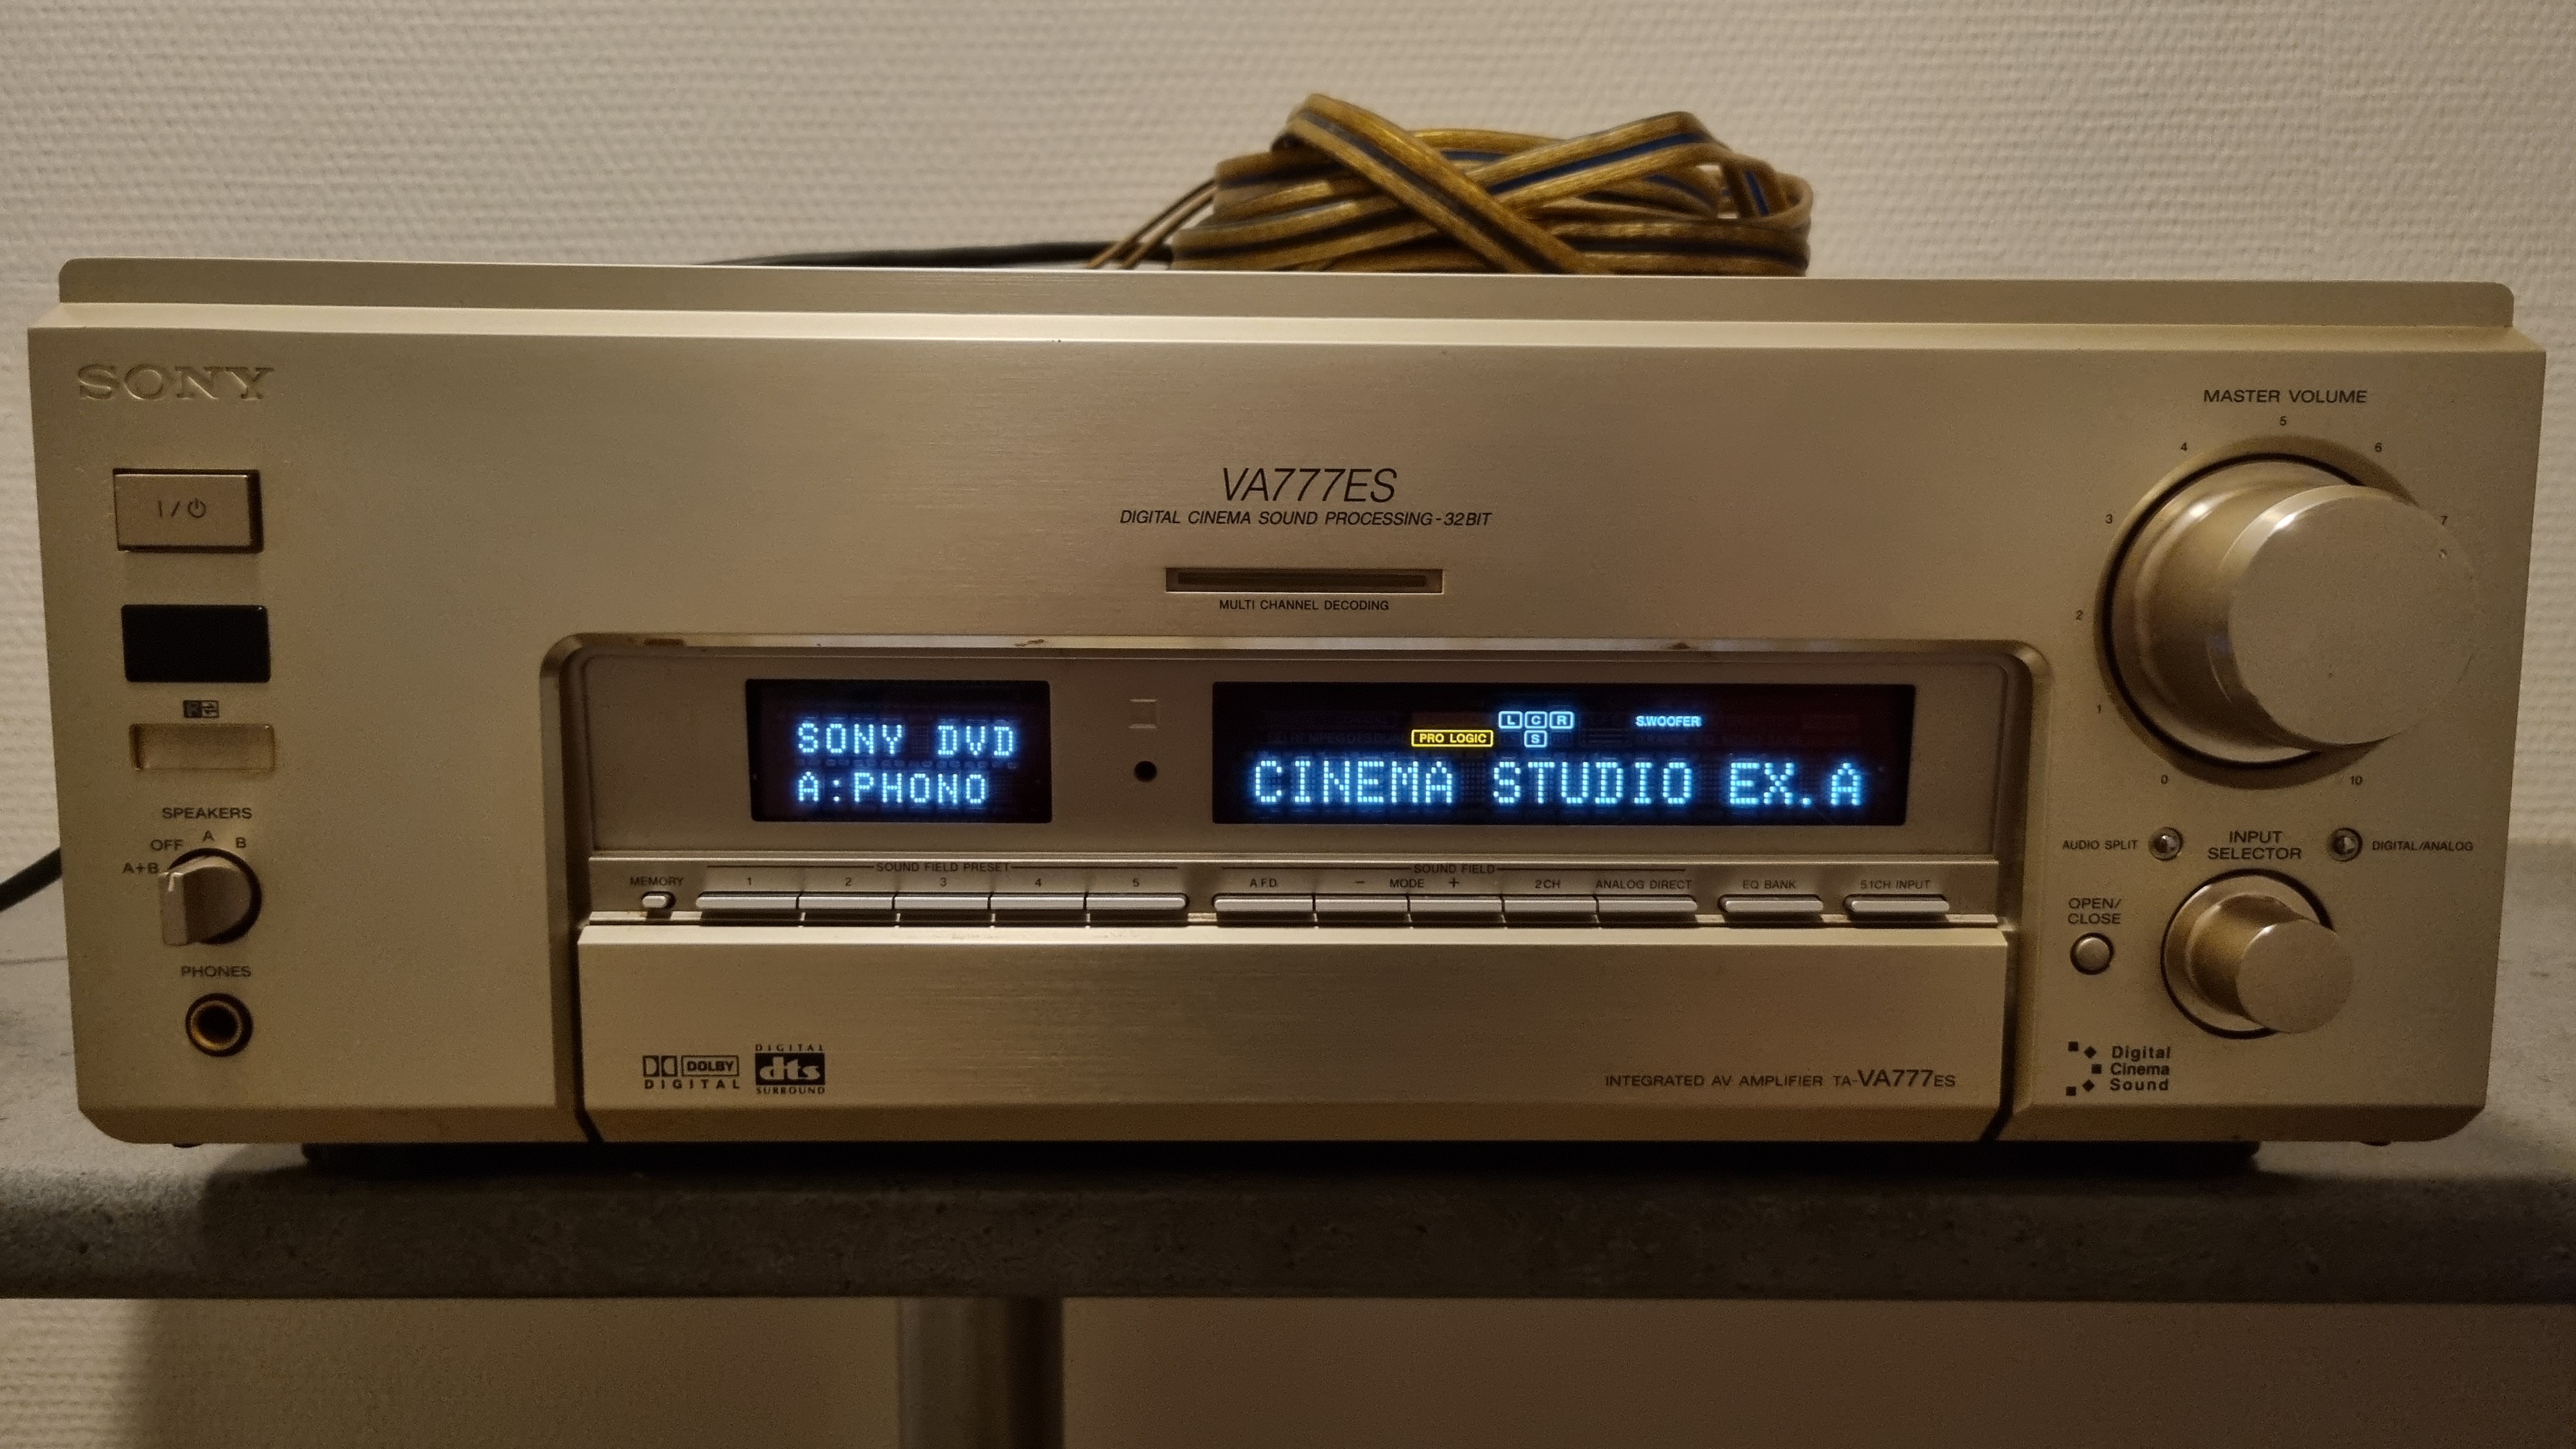 SONY
MASTER VOLUME
0 1 2 3 4 5 6 7 10
VA777ES
DIGITAL CINEMA SOUND PROCESSING-32BIT
MULTI CHANNEL DECODING
I/
SONY DVD
A:PHONO
L C R
S.WOOFER
PRO LOGIC
S
CINEMA STUDIO EX.A
SPEAKERS
OFF A B
A+B
PHONES
SOUND FIELD PRESET
MEMORY 1 2 3 4 5
SOUND FIELD
A.F.D. − MODE + 2CH ANALOG DIRECT EQ BANK 5.1CH INPUT
AUDIO SPLIT
INPUT
SELECTOR
DIGITAL/ANALOG
OPEN/
CLOSE
DOLBY
DIGITAL
DIGITAL
dts
SURROUND
INTEGRATED AV AMPLIFIER TA-VA777ES
Digital
Cinema
Sound